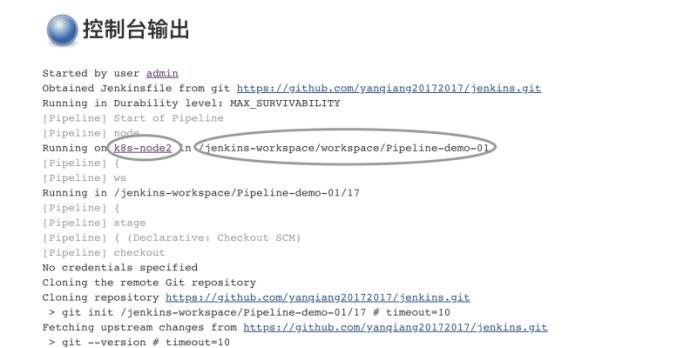 控制台输出
Started by user admin
Obtained Jenkinsfile from git https://github.com/yanqiang20172017/jenkins.git
Running in Durability level: MAX_SURVIVABILITY
[Pipeline] Start of Pipeline
[Pipeline] node
Running on k8s-node2 in /jenkins-workspace/workspace/Pipeline-demo-01
[Pipeline] {
[Pipeline] ws
Running in /jenkins-workspace/Pipeline-demo-01/17
[Pipeline] {
[Pipeline] stage
[Pipeline] { (Declarative: Checkout SCM)
[Pipeline] checkout
No credentials specified
Cloning the remote Git repository
Cloning repository https://github.com/yanqiang20172017/jenkins.git
 > git init /jenkins-workspace/Pipeline-demo-01/17 # timeout=10
Fetching upstream changes from https://github.com/yanqiang20172017/jenkins.git
 > git --version # timeout=10